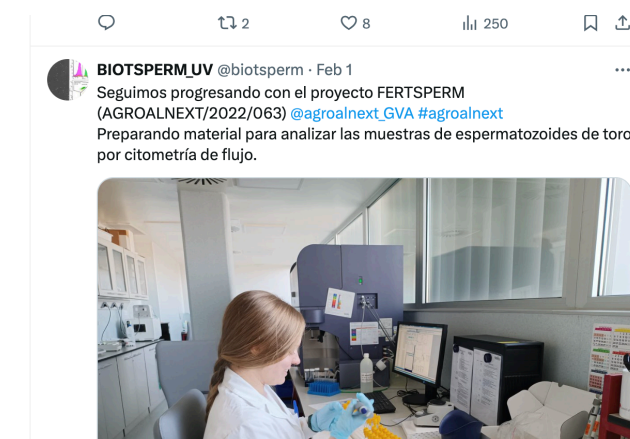 2
8
250
BIOTSPERM_UV @biotsperm · Feb 1
Seguimos progresando con el proyecto FERTSPERM
(AGROALNEXT/2022/063) @agroalnext_GVA #agroalnext
Preparando material para analizar las muestras de espermatozoides de toro
por citometría de flujo.